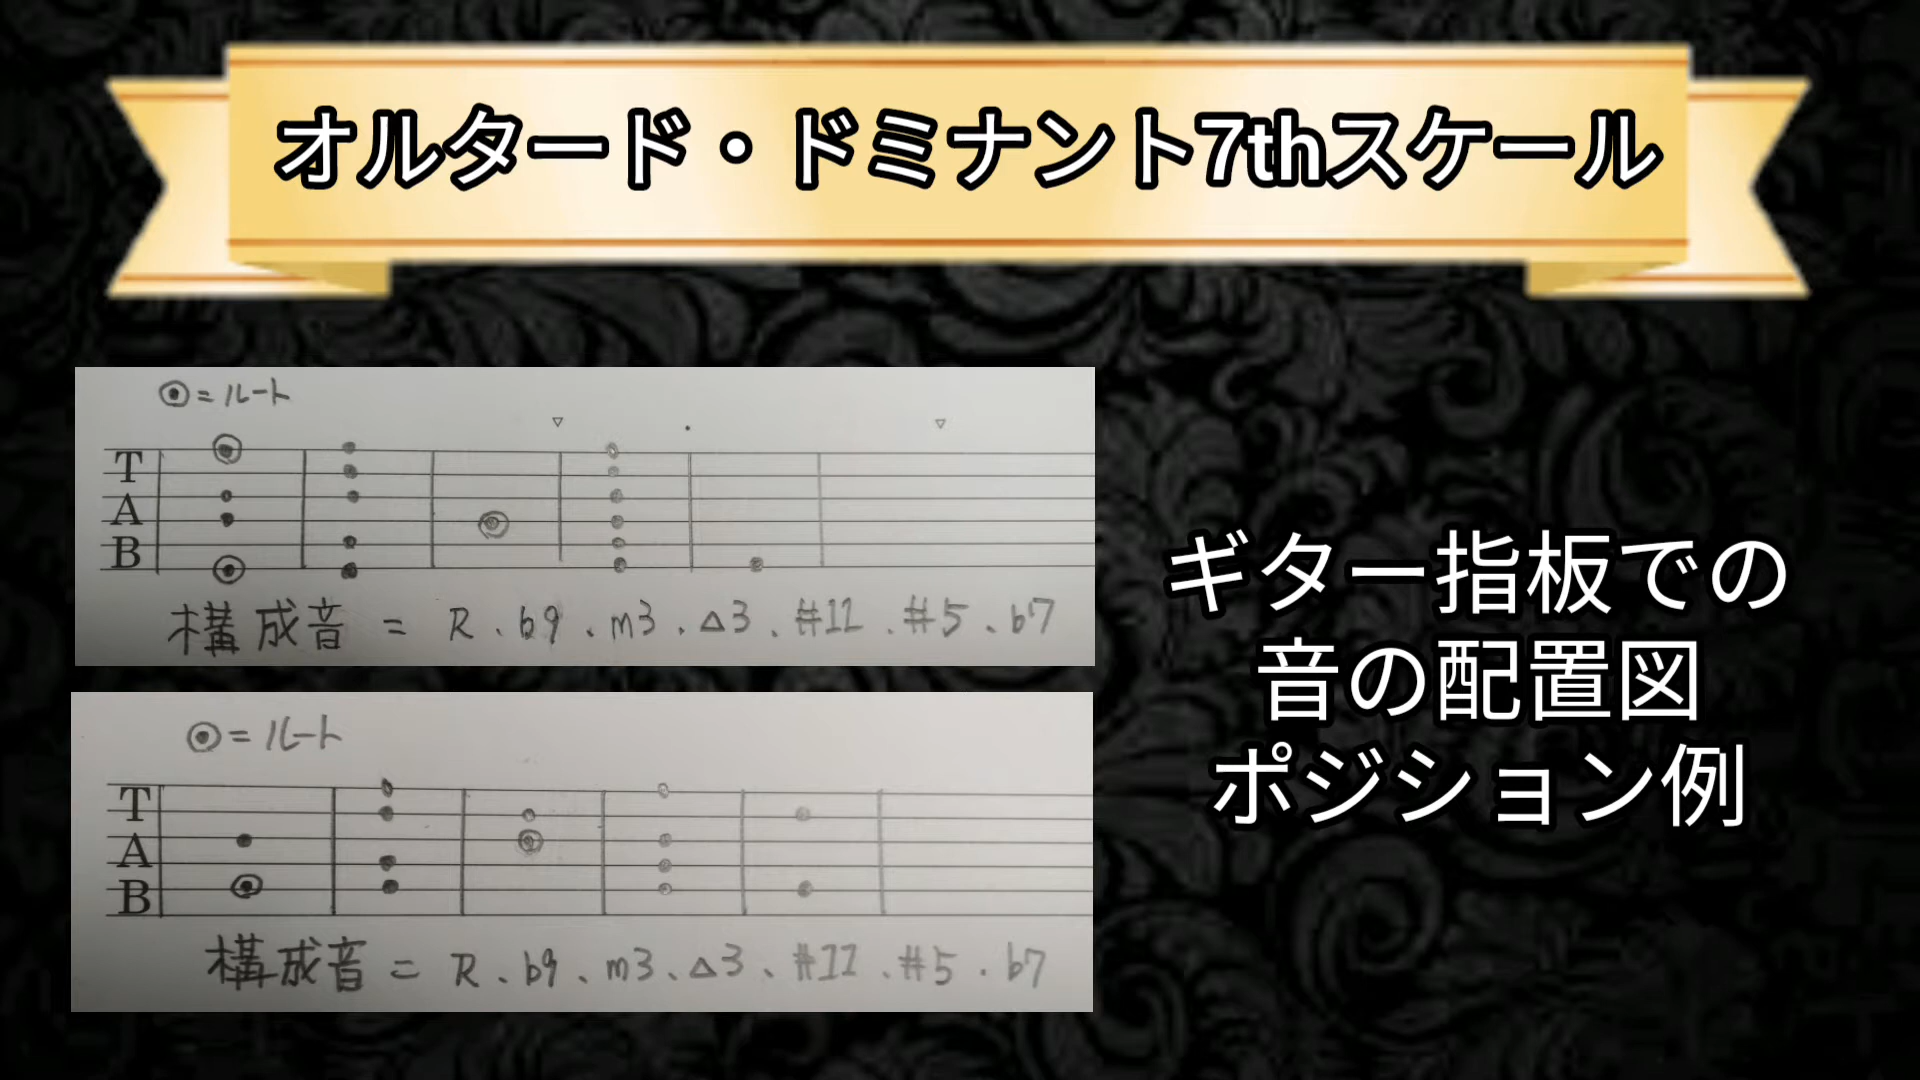 オルタード・ドミナント7thスケール
=ルート
T
A
B
構成音 = R、b9、m3、△3、#11、#5、b7
=ルート
T
A
B
構成音 = R、b9、m3、△3、#11、#5、b7
ギター指板での
音の配置図
ポジション例